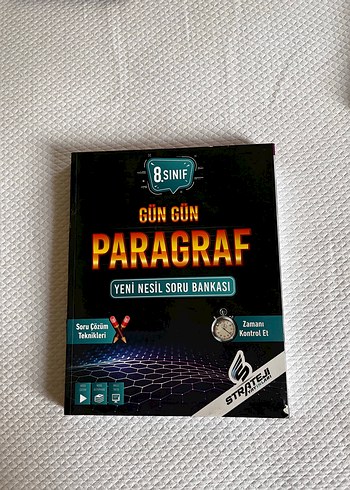 8.SINIF
GÜN GÜN
PARAGRAF
YENİ NESİL SORU BANKASI
Soru Çözüm
Teknikleri
Zamanı
Kontrol Et
STRATEJİ